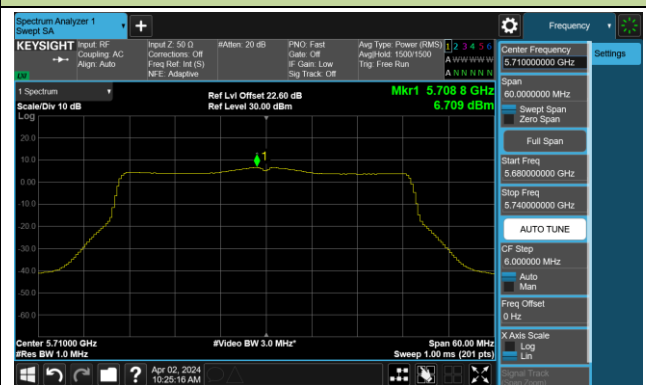 Spectrum Analyzer 1
Swept SA
Frequency
KEYSIGHT
Input: RF
Coupling: AC
Align: Auto
Input Z: 50 Ω
Corrections: Off
Freq Ref: Int (S)
NFE: Adaptive
#Atten: 20 dB
PNO: Fast
Gate: Off
IF Gain: Low
Sig Track: Off
Avg Type: Power (RMS)
Avg|Hold: 1500/1500
Trig: Free Run
1 2 3 4 5 6
A W W W W W
A N N N N N
LXI
1 Spectrum
Scale/Div 10 dB
Log
Ref Lvl Offset 22.60 dB
Ref Level 30.00 dBm
Mkr1 5.708 8 GHz
6.709 dBm
20.0
10.0
0.00
-10.0
-20.0
-30.0
-40.0
-50.0
-60.0
1
Center 5.71000 GHz
#Res BW 1.0 MHz
#Video BW 3.0 MHz*
Span 60.00 MHz
Sweep 1.00 ms (201 pts)
Center Frequency
5.710000000 GHz
Settings
Span
60.0000000 MHz
Swept Span
Zero Span
Full Span
Start Freq
5.680000000 GHz
Stop Freq
5.740000000 GHz
AUTO TUNE
CF Step
6.000000 MHz
Auto
Man
Freq Offset
0 Hz
X Axis Scale
Log
Lin
Signal Track
(Span Zoom)
?
Apr 02, 2024
10:25:16 AM